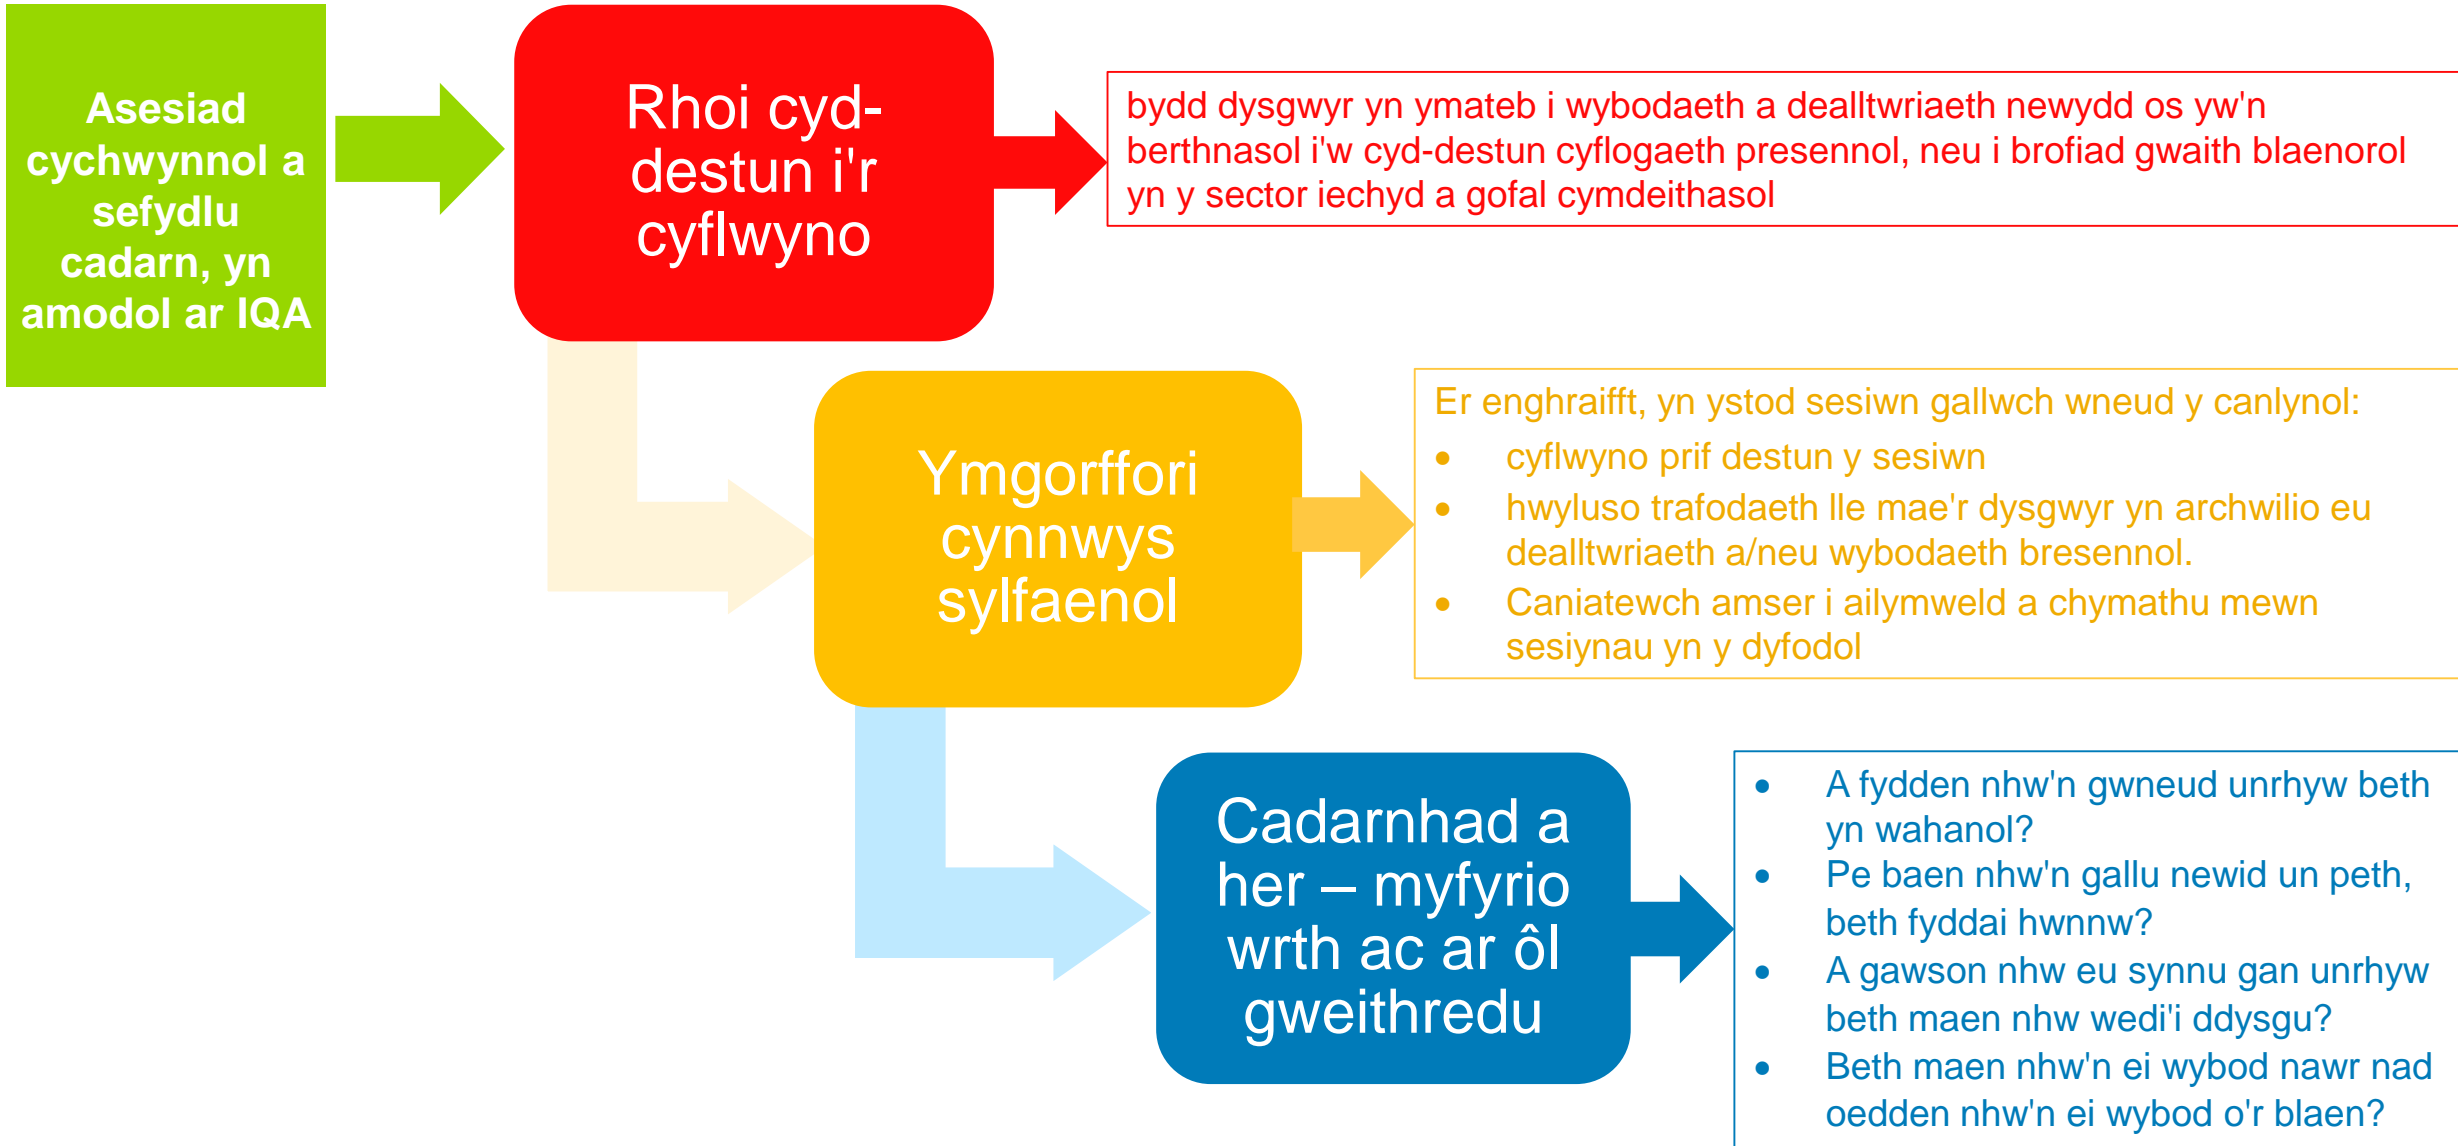 Asesiad
cychwynnol a
sefydlu
cadarn, yn
amodol ar IQA
Rhoi cyd-
destun i'r
cyflwyno
bydd dysgwyr yn ymateb i wybodaeth a dealltwriaeth newydd os yw'n
berthnasol i'w cyd-destun cyflogaeth presennol, neu i brofiad gwaith blaenorol
yn y sector iechyd a gofal cymdeithasol
Ymgorffori
cynnwys
sylfaenol
Er enghraifft, yn ystod sesiwn gallwch wneud y canlynol:
• cyflwyno prif destun y sesiwn
• hwyluso trafodaeth lle mae'r dysgwyr yn archwilio eu
dealltwriaeth a/neu wybodaeth bresennol.
• Caniatewch amser i ailymweld a chymathu mewn
sesiynau yn y dyfodol
Cadarnhad a
her – myfyrio
wrth ac ar ôl
gweithredu
• A fydden nhw'n gwneud unrhyw beth
yn wahanol?
• Pe baen nhw'n gallu newid un peth,
beth fyddai hwnnw?
• A gawson nhw eu synnu gan unrhyw
beth maen nhw wedi'i ddysgu?
• Beth maen nhw'n ei wybod nawr nad
oedden nhw'n ei wybod o'r blaen?